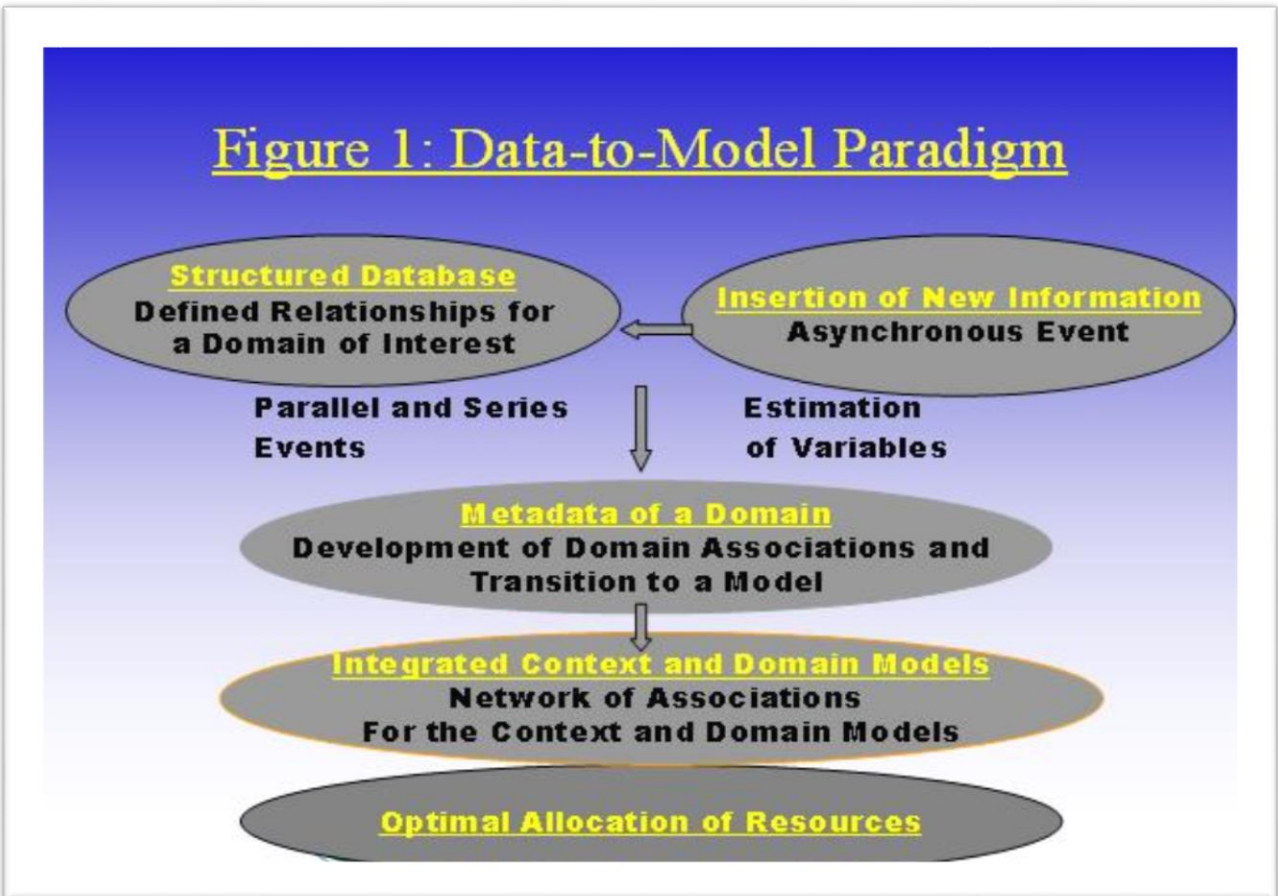 Figure 1: Data-to-Model Paradigm
Structured Database
Defined Relationships for
a Domain of Interest
Insertion of New Information
Asynchronous Event
Parallel and Series
Events
Estimation
of Variables
Metadata of a Domain
Development of Domain Associations and
Transition to a Model
Integrated Context and Domain Models
Network of Associations
For the Context and Domain Models
Optimal Allocation of Resources